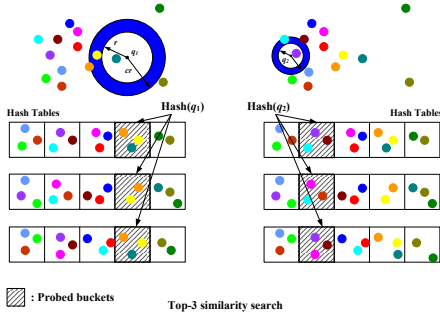 r
q1
cr
q2
Hash(q1)
Hash(q2)
Hash Tables
Hash Tables
: Probed buckets
Top-3 similarity search